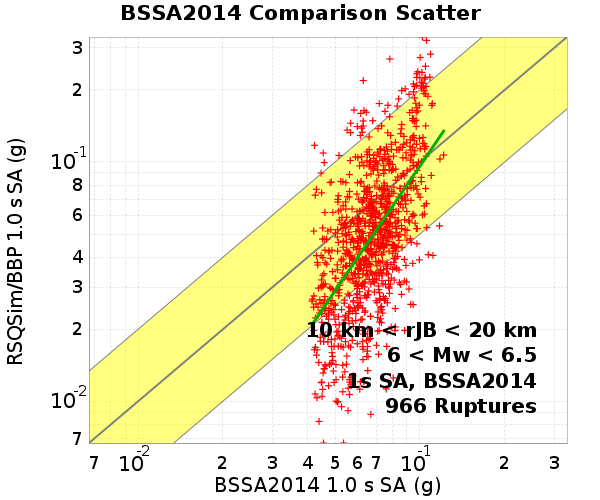 BSSA2014 Comparison Scatter
RSQSim/BBP 1.0 s SA (g)
3
2
10-1
8
6
4
3
2
10-2
7
10 km < rJB < 20 km
6 < Mw < 6.5
1s SA, BSSA2014
966 Ruptures
7 10-2 2 3 4 5 6 7 10-1 2 3
BSSA2014 1.0 s SA (g)